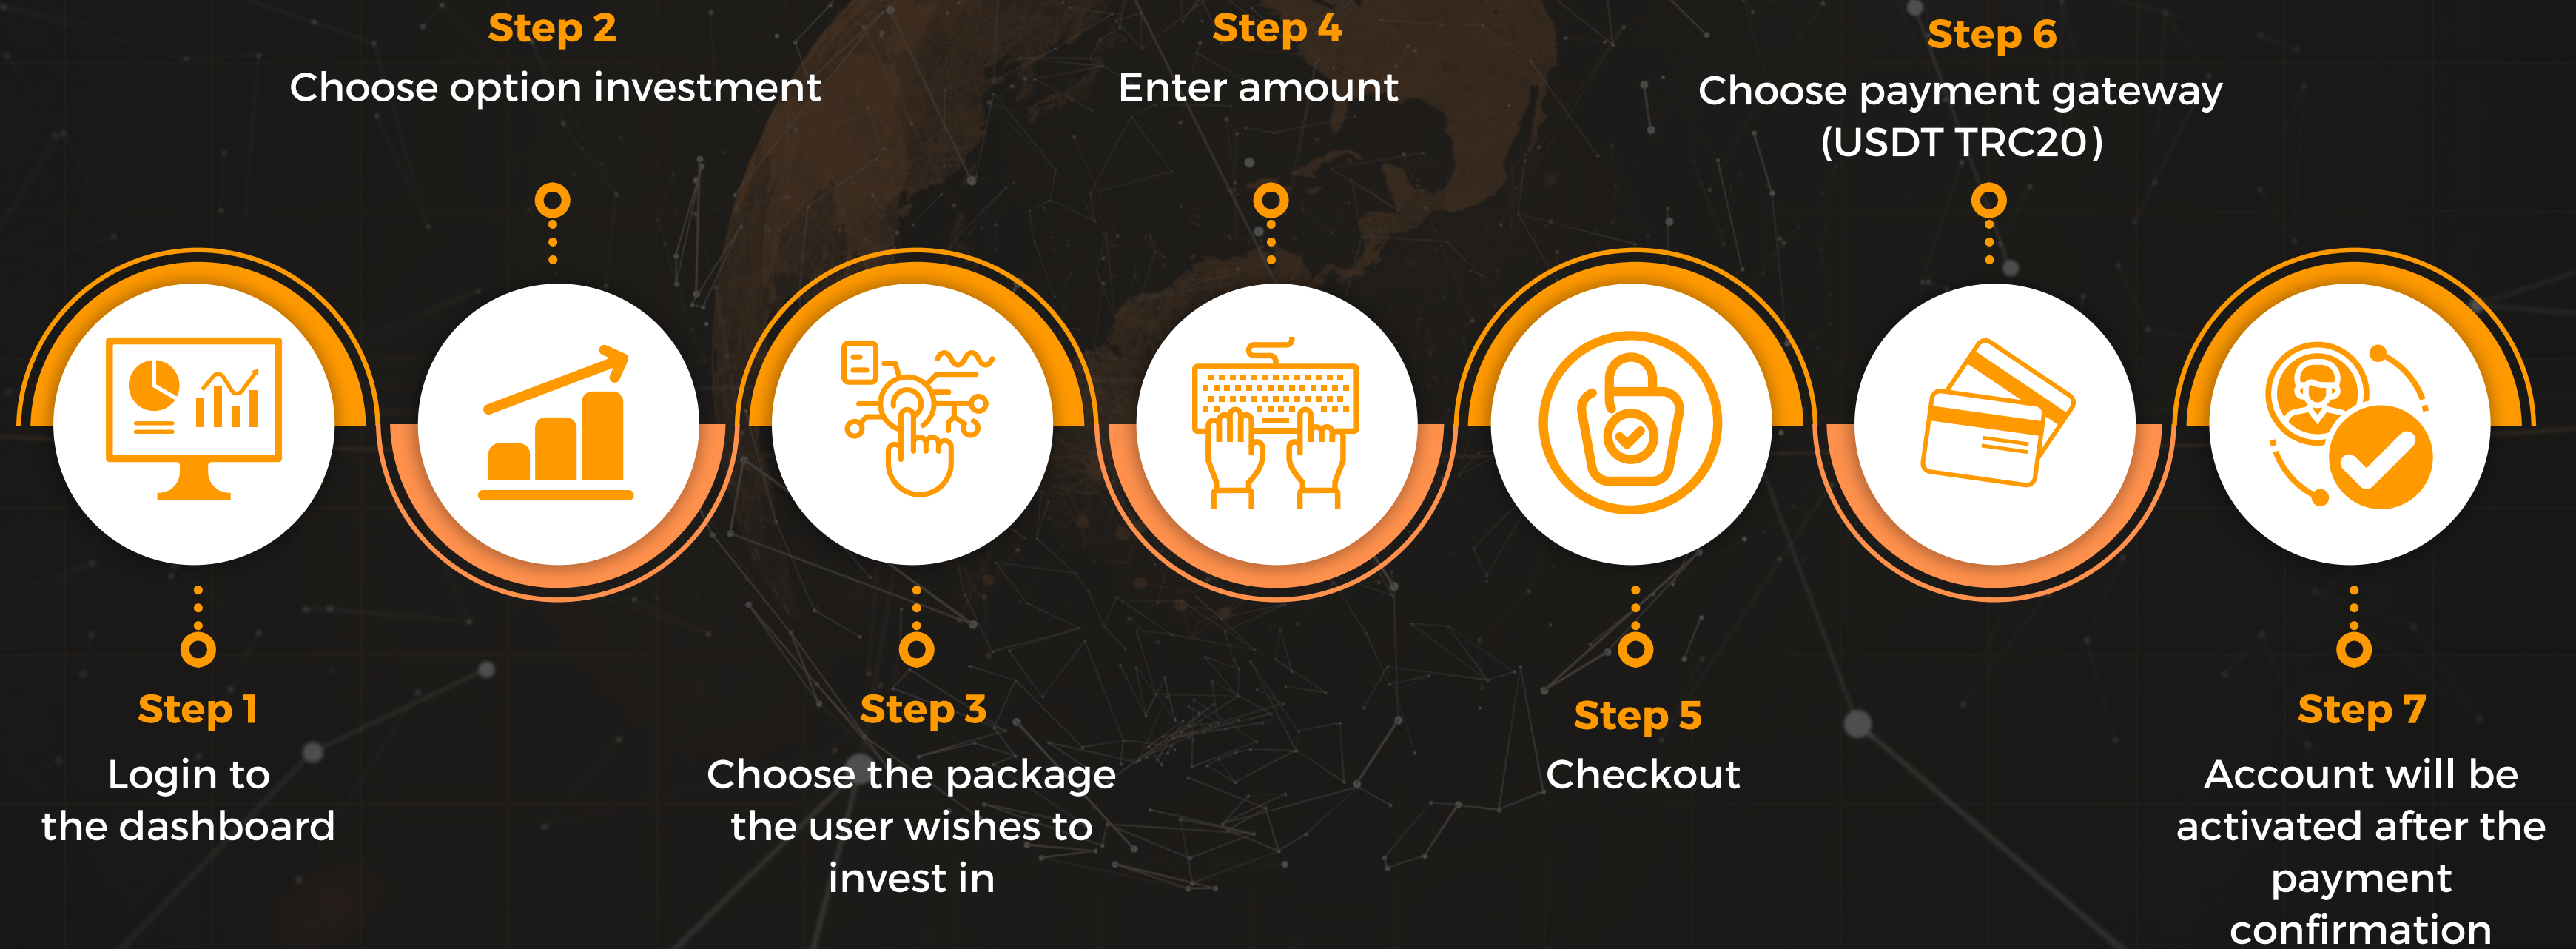 Step 1
Login to
the dashboard
Step 2
Choose option investment
Step 3
Choose the package
the user wishes to
invest in
Step 4
Enter amount
Step 5
Checkout
Step 6
Choose payment gateway
(USDT TRC20)
Step 7
Account will be
activated after the
payment
confirmation